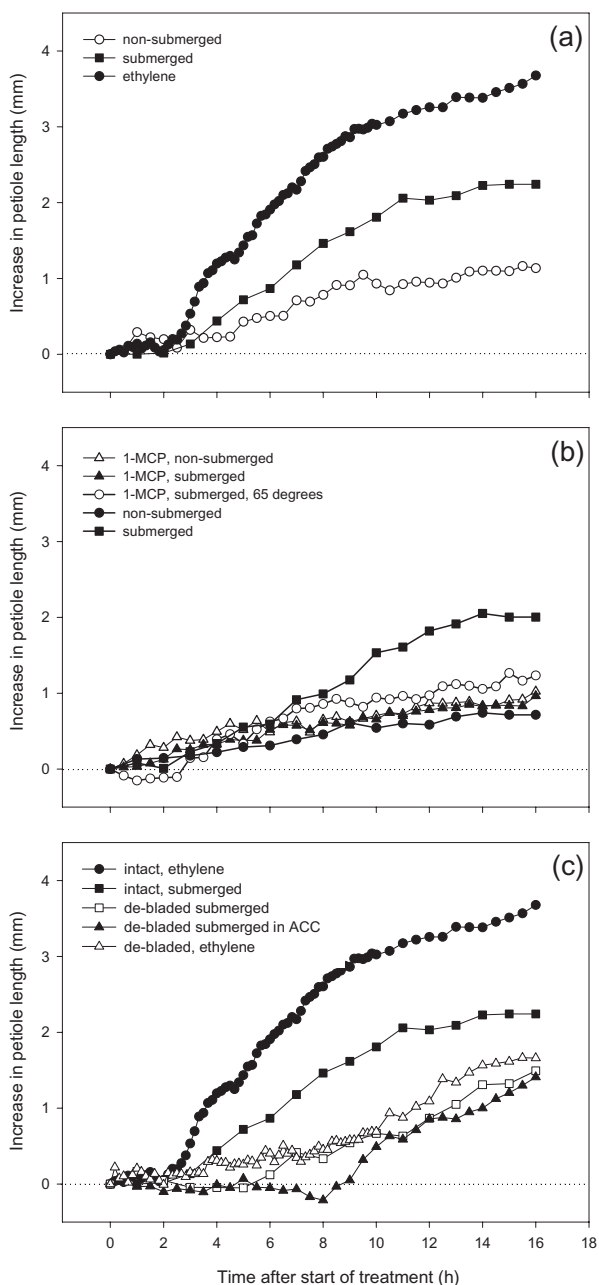 (a)
non-submerged
submerged
ethylene
Increase in petiole length (mm)
4
3
2
1
0
(b)
1-MCP, non-submerged
1-MCP, submerged
1-MCP, submerged, 65 degrees
non-submerged
submerged
Increase in petiole length (mm)
4
3
2
1
0
(c)
intact, ethylene
intact, submerged
de-bladed submerged
de-bladed submerged in ACC
de-bladed, ethylene
Increase in petiole length (mm)
4
3
2
1
0
0 2 4 6 8 10 12 14 16 18
Time after start of treatment (h)